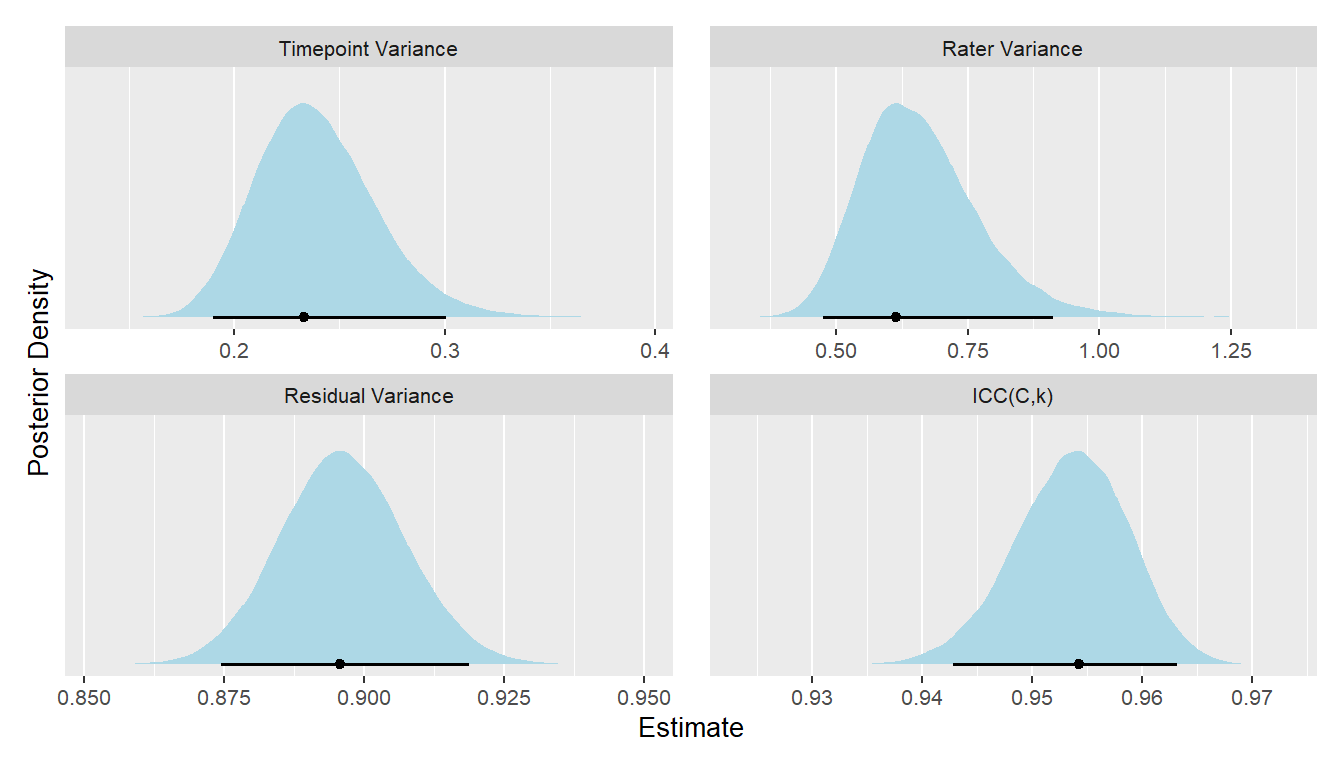 Timepoint Variance
Rater Variance
0.2 0.3 0.4
0.50 0.75 1.00 1.25
Residual Variance
ICC(C,k)
0.850 0.875 0.900 0.925 0.950
0.93 0.94 0.95 0.96 0.97
Posterior Density
Estimate